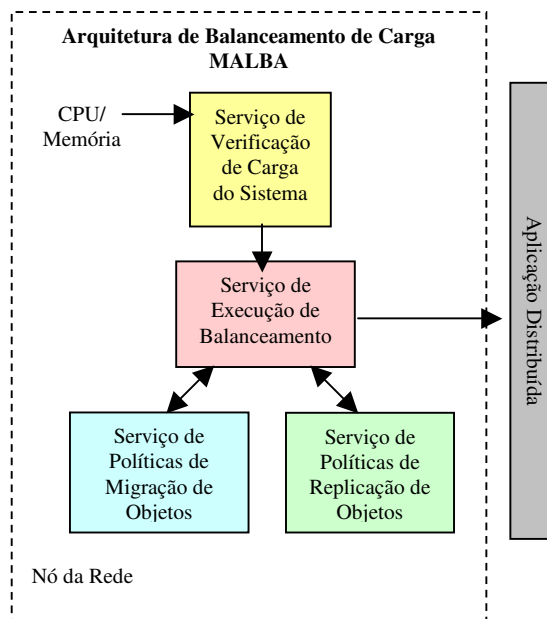 Arquitetura de Balanceamento de Carga
MALBA
CPU/
Memória
Serviço de
Verificação
de Carga
do Sistema
Serviço de
Execução de
Balanceamento
Serviço de
Políticas de
Migração de
Objetos
Serviço de
Políticas de
Replicação de
Objetos
Nó da Rede
Aplicação Distribuída